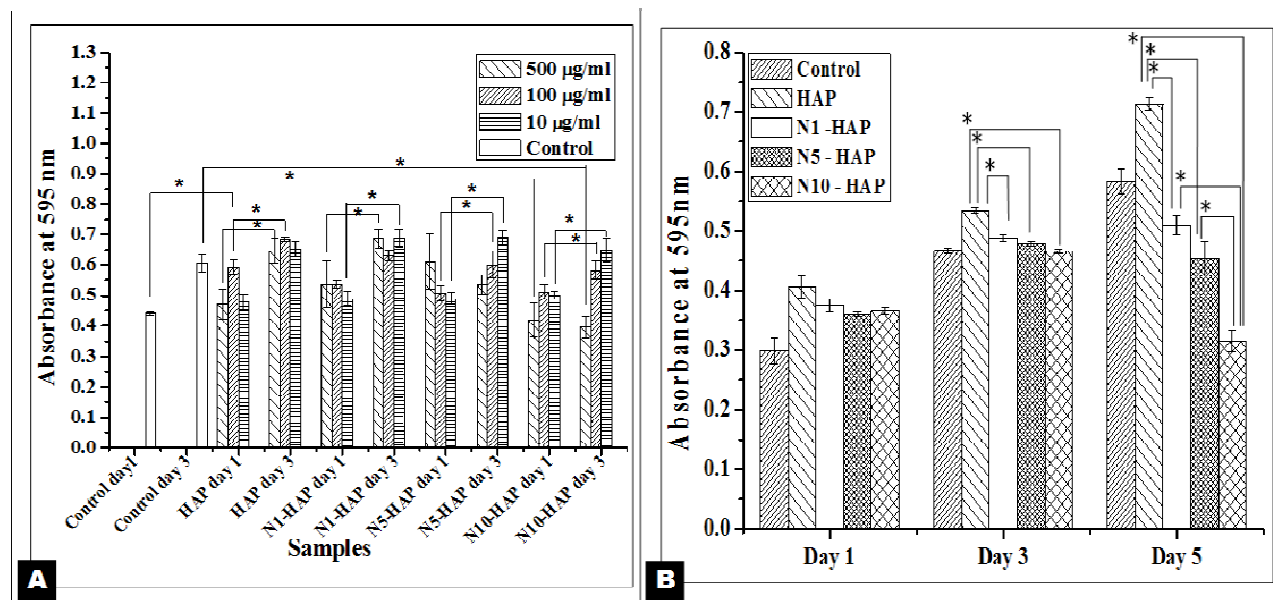 1.3
1.2
1.1
1.0
0.9
0.8
0.7
0.6
0.5
0.4
0.3
0.2
0.1
0.0
Absorbance at 595 nm
500 μg/ml
100 μg/ml
10 μg/ml
Control
* * * * * * * * * * * *
Control day1
Control day 3
HAP day 1
HAP day 3
N1-HAP day 1
N1-HAP day 3
N5-HAP day 1
N5-HAP day 3
N10-HAP day 1
N10-HAP day 3
Samples
A
0.8
0.7
0.6
0.5
0.4
0.3
0.2
0.1
0.0
Absorbance at 595nm
Control
HAP
N1 -HAP
N5 - HAP
N10 - HAP
* * * * * * * *
Day 1
Day 3
Day 5
B